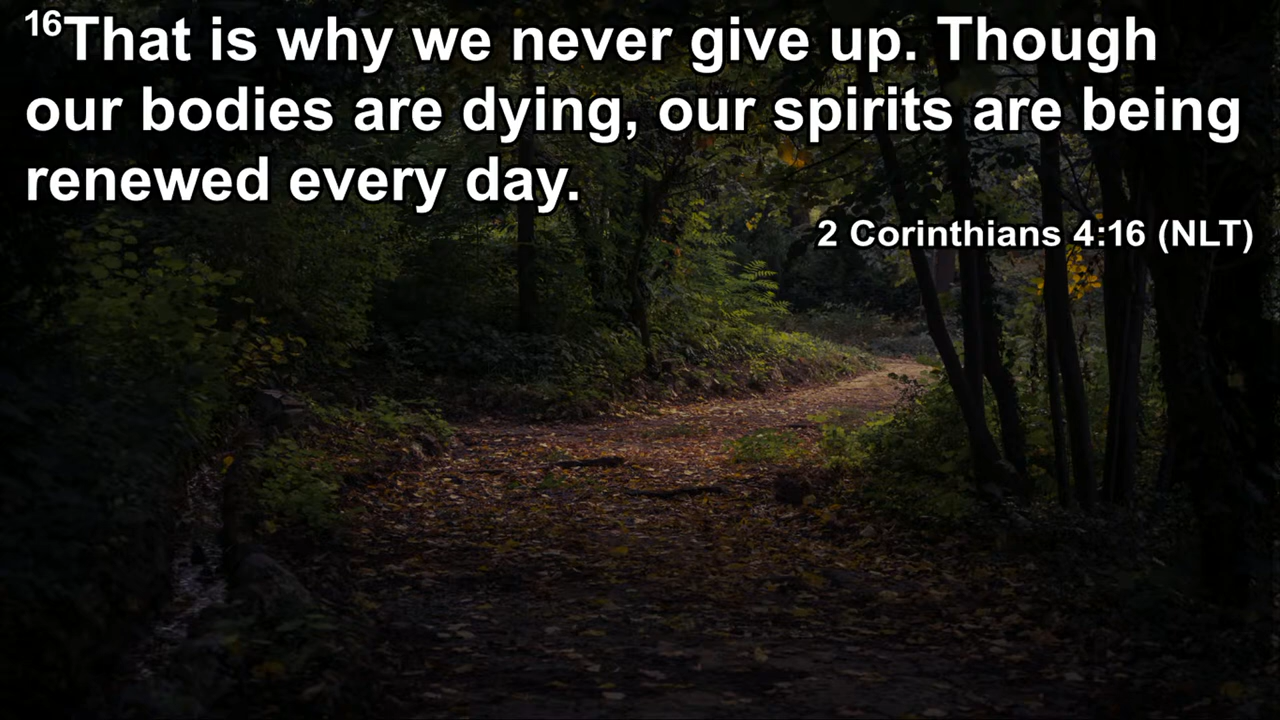 16That is why we never give up. Though
our bodies are dying, our spirits are being
renewed every day.
2 Corinthians 4:16 (NLT)